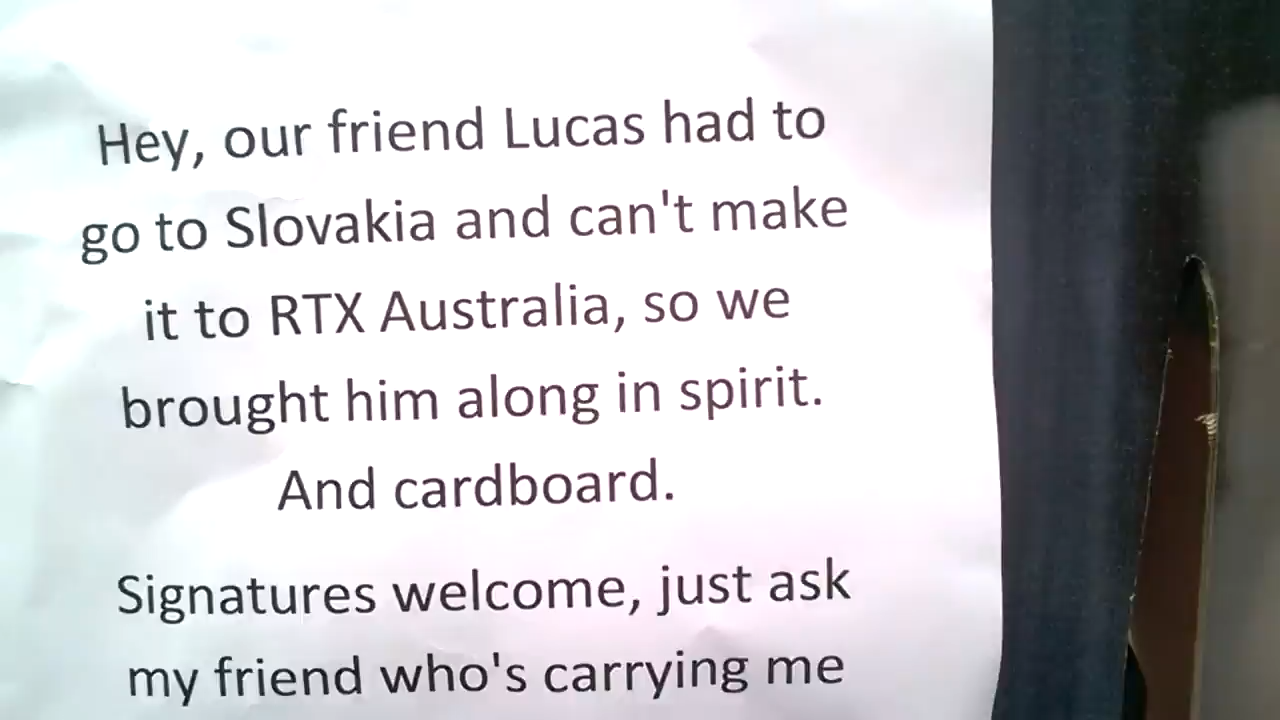 Hey, our friend Lucas had to
go to Slovakia and can't make
it to RTX Australia, so we
brought him along in spirit.
And cardboard.
Signatures welcome, just ask
my friend who's carrying me